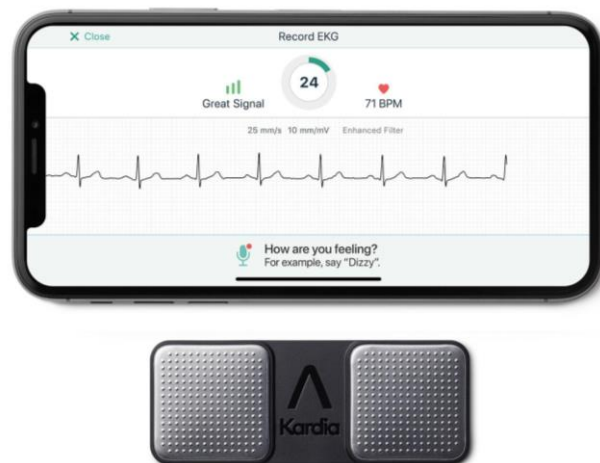 Close
Record EKG
24
Great Signal
71 BPM
25 mm/s 10 mm/mV Enhanced Filter
How are you feeling?
For example, say "Dizzy".
Kardia